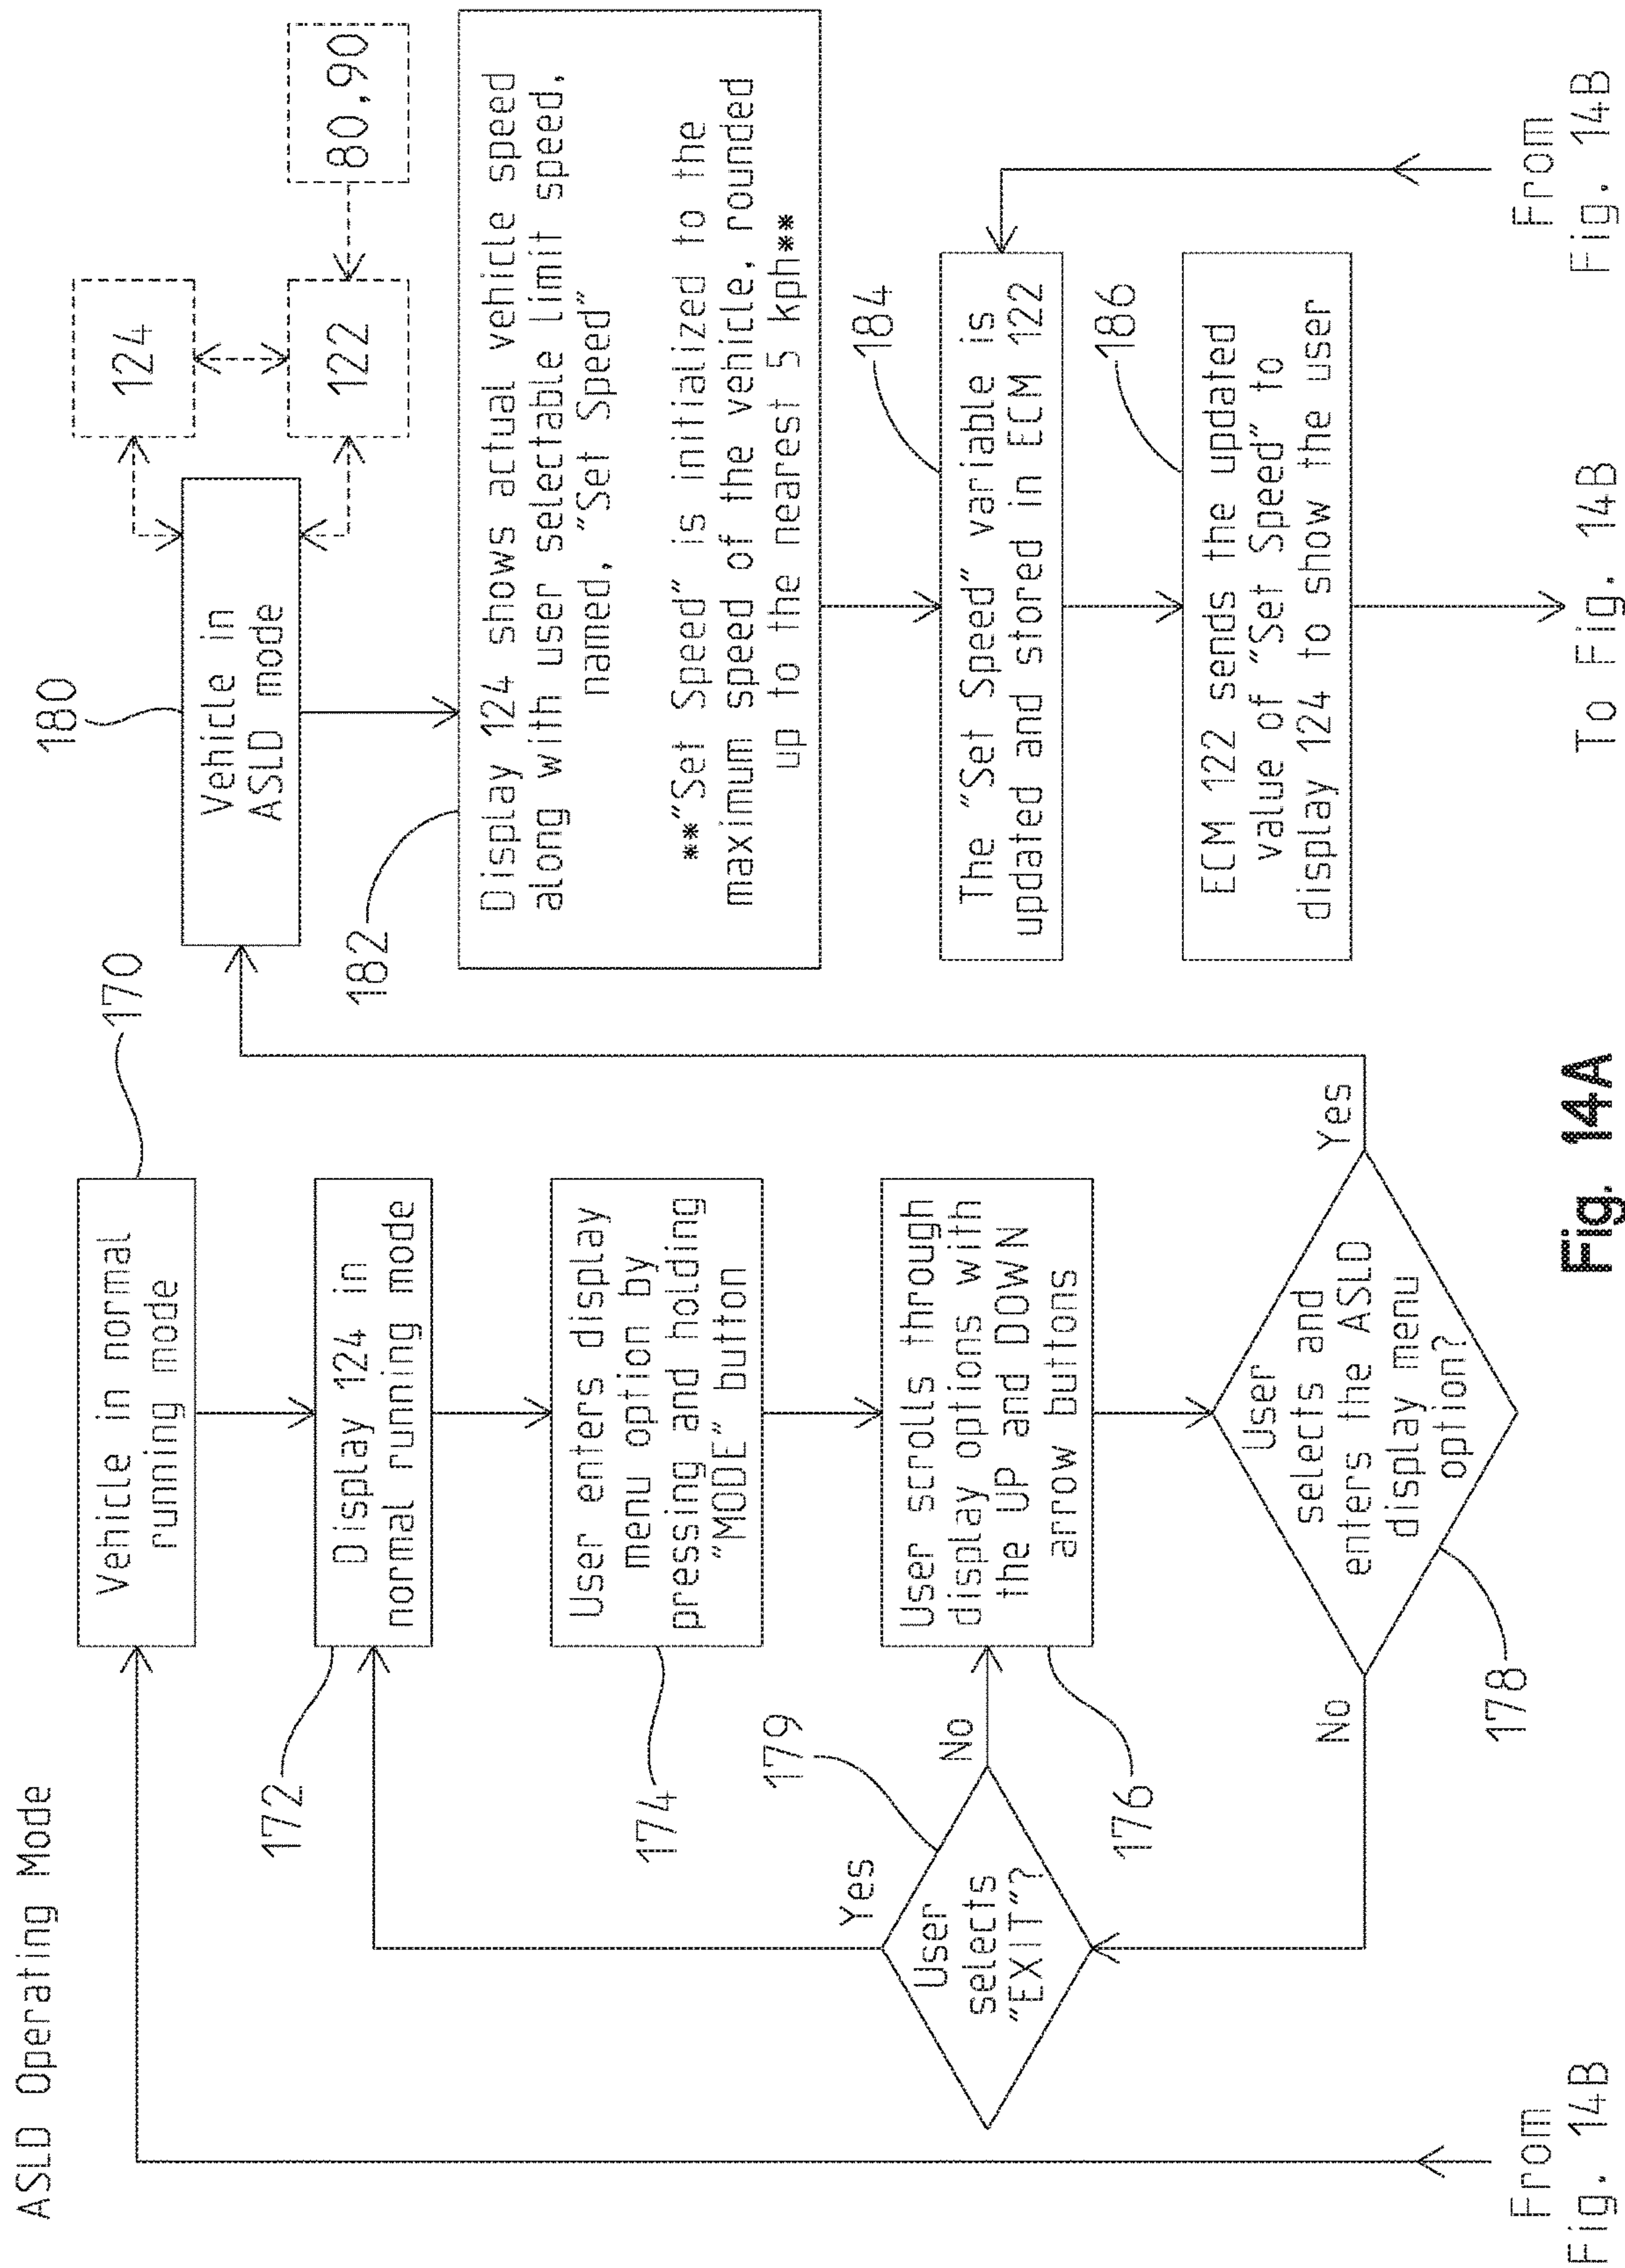 ASLD Operating Mode
Vehicle in normal
running mode
170
Display 124 in
normal running mode
172
User enters display
menu option by
pressing and holding
"MODE" button
174
User scrolls through
display options with
the UP and DOWN
arrow buttons
176
User
selects and
enters the ASLD
display menu
option?
178
Yes
No
User
selects
"EXIT"?
179
Yes
No
From
Fig. 14B
180
Vehicle in
ASLD mode
124
122
80,90
182
Display 124 shows actual vehicle speed
along with user selectable limit speed,
named, "Set Speed"
**"Set Speed" is initialized to the
maximum speed of the vehicle, rounded
up to the nearest 5 kph**
184
The "Set Speed" variable is
updated and stored in ECM 122
186
ECM 122 sends the updated
value of "Set Speed" to
display 124 to show the user
To Fig. 14B
From
Fig. 14B
Fig. 14A